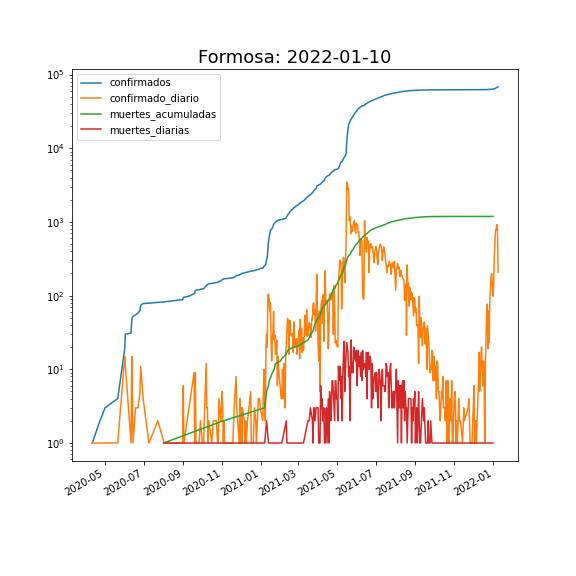 Formosa: 2022-01-10
confirmados
confirmado_diario
muertes_acumuladas
muertes_diarias
10^5
10^4
10^3
10^2
10^1
10^0
2020-05 2020-07 2020-09 2020-11 2021-01 2021-03 2021-05 2021-07 2021-09 2021-11 2022-01